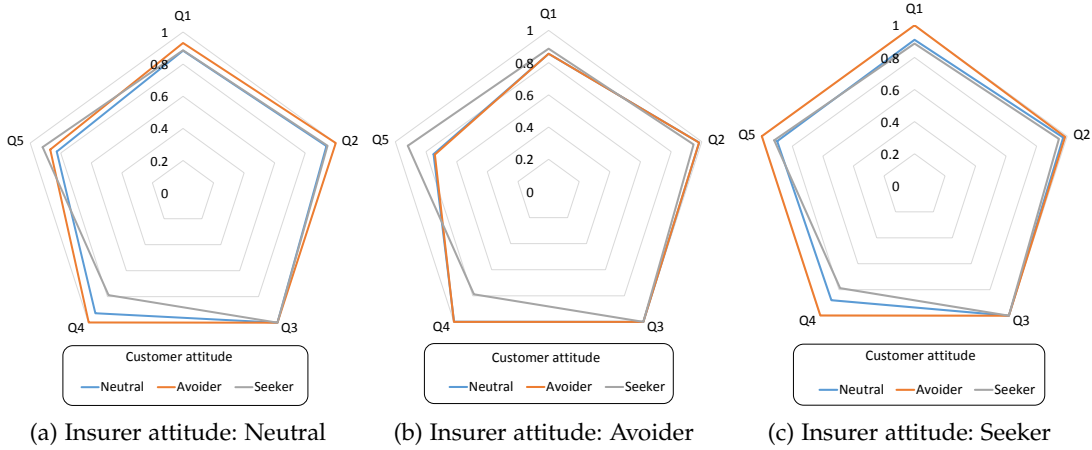 Q1
1
0.8
0.6
0.4
0.2
0
Q5
Q2
Q4
Q3
Customer attitude
Neutral Avoider Seeker
(a) Insurer attitude: Neutral
Q1
1
0.8
0.6
0.4
0.2
0
Q5
Q2
Q4
Q3
Customer attitude
Neutral Avoider Seeker
(b) Insurer attitude: Avoider
Q1
1
0.8
0.6
0.4
0.2
0
Q5
Q2
Q4
Q3
Customer attitude
Neutral Avoider Seeker
(c) Insurer attitude: Seeker